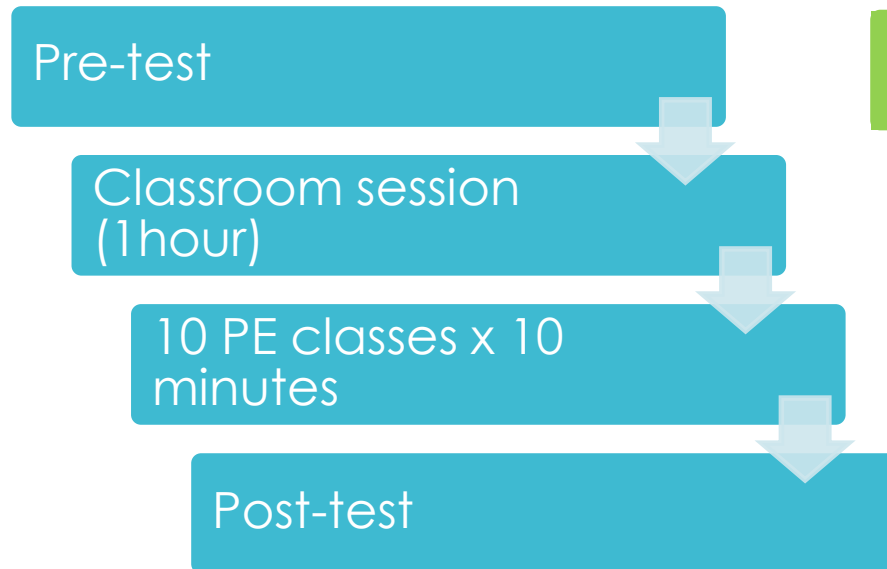 Pre-test
Classroom session
(1hour)
10 PE classes x 10
minutes
Post-test